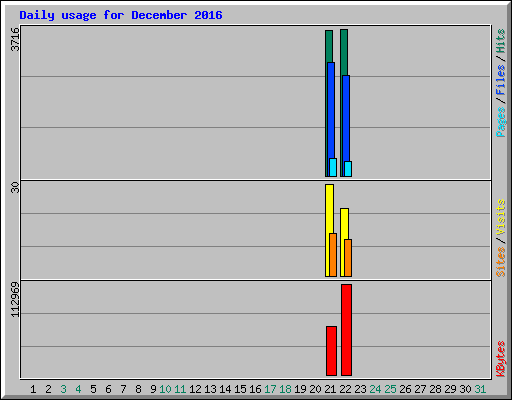 Daily usage for December 2016
3716
30
112969
Pages / Files / Hits
Sites / Visits
KBytes
1 2 3 4 5 6 7 8 9 10 11 12 13 14 15 16 17 18 19 20 21 22 23 24 25 26 27 28 29 30 31